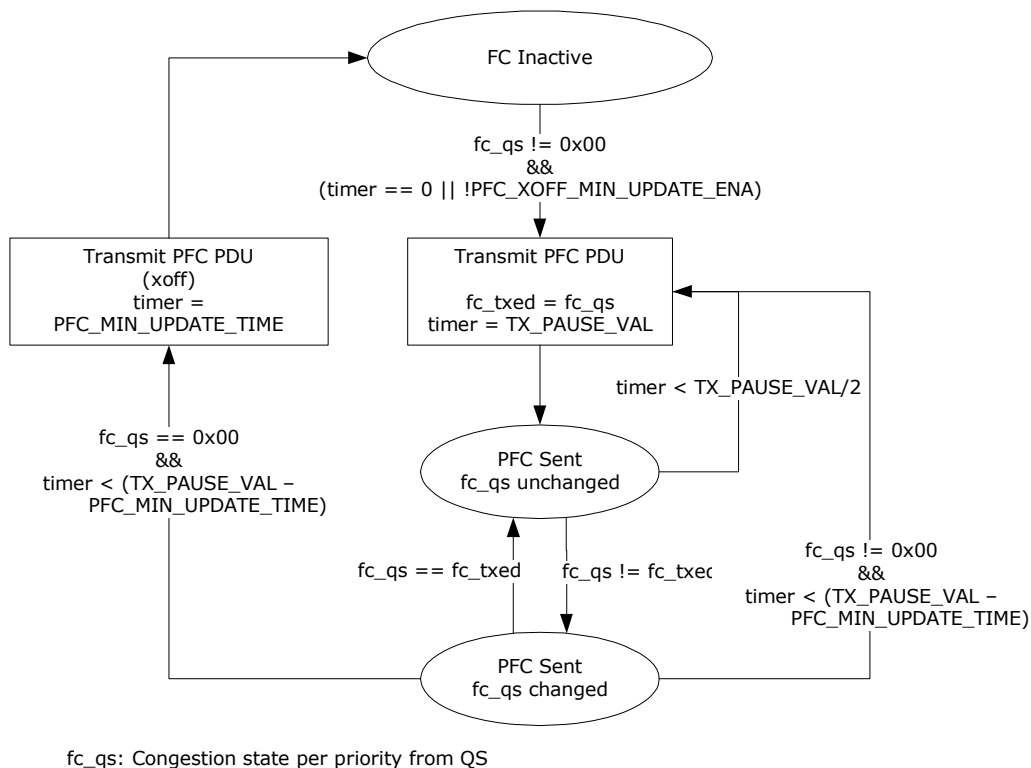 FC Inactive
fc_qs != 0x00
&&
(timer == 0 || !PFC_XOFF_MIN_UPDATE_ENA)
Transmit PFC PDU
(xoff)
timer =
PFC_MIN_UPDATE_TIME
Transmit PFC PDU
fc_txed = fc_qs
timer = TX_PAUSE_VAL
timer < TX_PAUSE_VAL/2
fc_qs == 0x00
&&
timer < (TX_PAUSE_VAL –
PFC_MIN_UPDATE_TIME)
PFC Sent
fc_qs unchanged
fc_qs == fc_txed
fc_qs != fc_txed
fc_qs != 0x00
&&
timer < (TX_PAUSE_VAL –
PFC_MIN_UPDATE_TIME)
PFC Sent
fc_qs changed
fc_qs: Congestion state per priority from QS